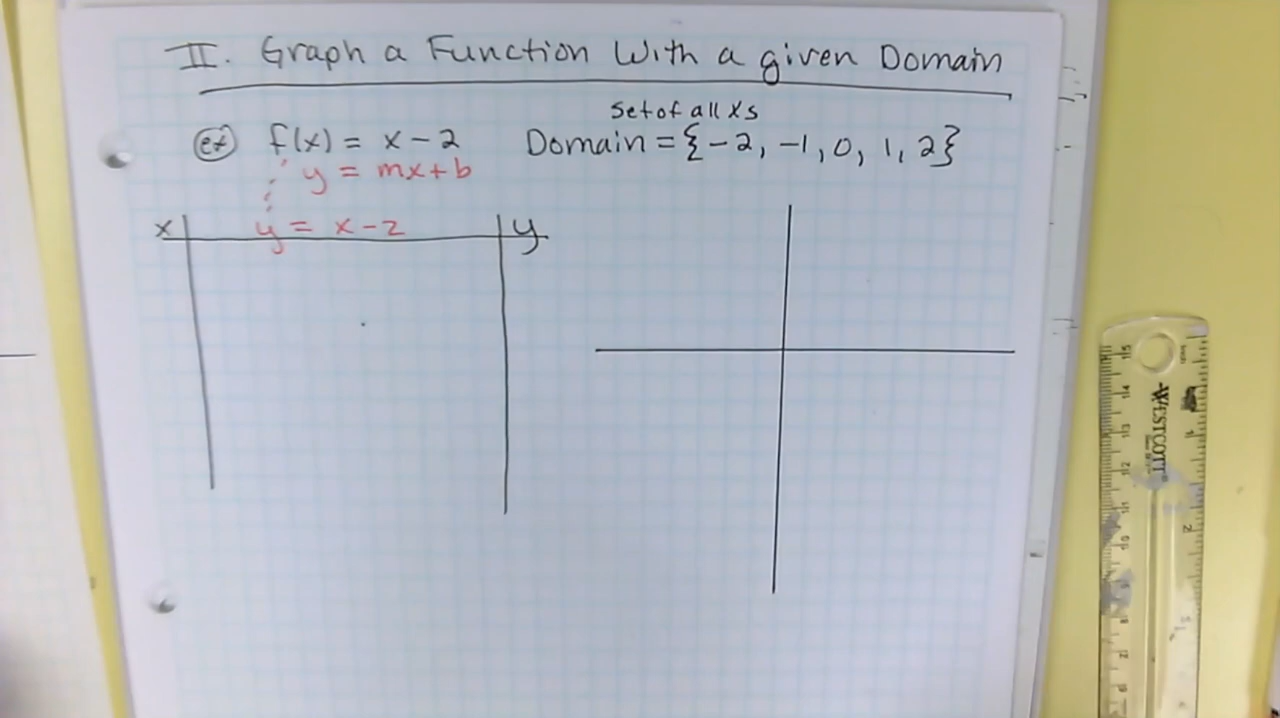 II. Graph a Function With a given Domain
Set of all Xs
ex f(x) = x - 2 Domain = {-2, -1, 0, 1, 2}
y = mx + b
x y = x - 2 y
WESTCOTT